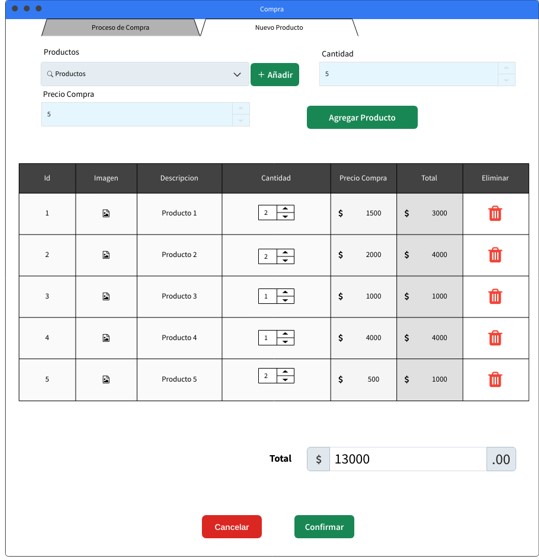 Compra
Proceso de Compra Nuevo Producto
Productos Cantidad
Productos + Añadir 5
Precio Compra
5 Agregar Producto
Id Imagen Descripcion Cantidad Precio Compra Total Eliminar
1 Producto 1 2 $ 1500 $ 3000
2 Producto 2 2 $ 2000 $ 4000
3 Producto 3 1 $ 1000 $ 1000
4 Producto 4 1 $ 4000 $ 4000
5 Producto 5 2 $ 500 $ 1000
Total $ 13000 .00
Cancelar Confirmar